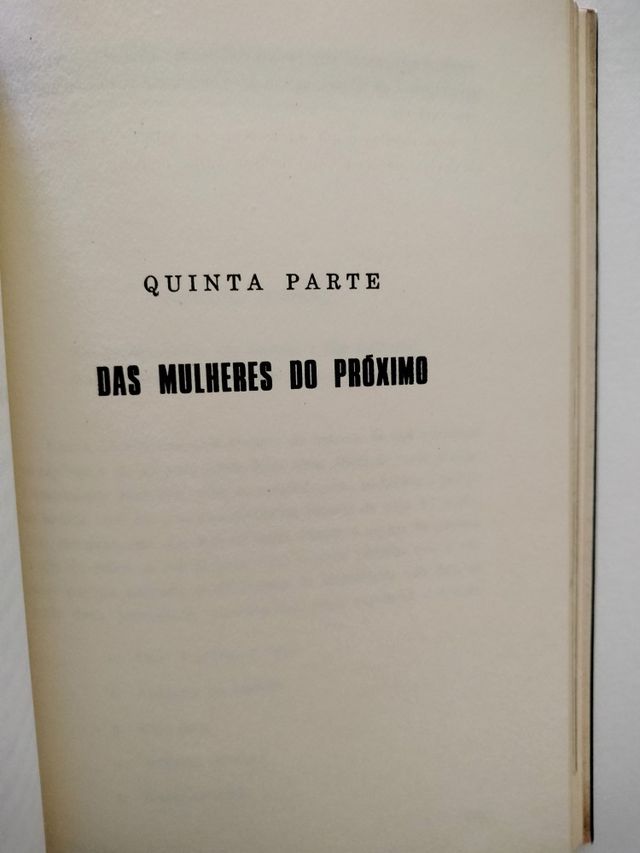 QUINTA PARTE
DAS MULHERES DO PRÓXIMO